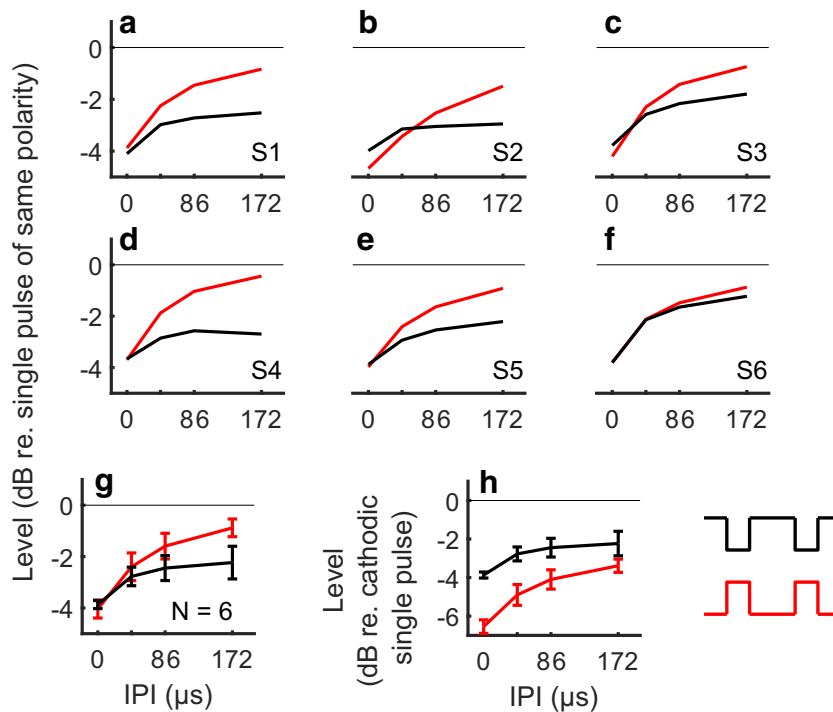 a b c
Level (dB re. single pulse of same polarity)
0
-2
-4
S1
0 86 172
S2
0 86 172
S3
0 86 172
d e f
0
-2
-4
S4
0 86 172
S5
0 86 172
S6
0 86 172
g
0
-2
-4
N = 6
0 86 172
IPI (µs)
h
Level
(dB re. cathodic
single pulse)
0
-2
-4
-6
0 86 172
IPI (µs)